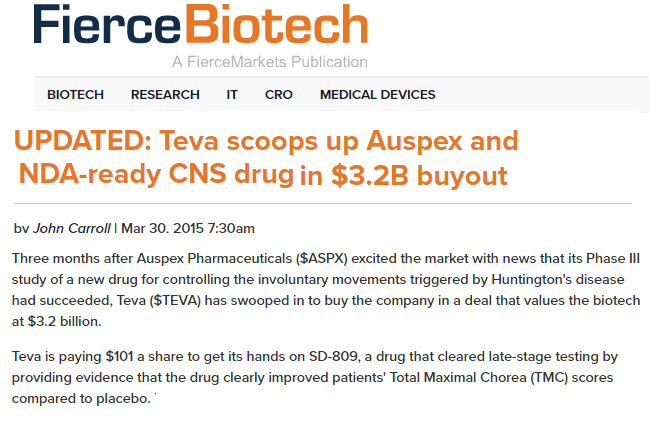 FierceBiotech
A FierceMarkets Publication
BIOTECH RESEARCH IT CRO MEDICAL DEVICES
UPDATED: Teva scoops up Auspex and
NDA-ready CNS drug in $3.2B buyout
by John Carroll | Mar 30. 2015 7:30am
Three months after Auspex Pharmaceuticals ($ASPX) excited the market with news that its Phase III
study of a new drug for controlling the involuntary movements triggered by Huntington's disease
had succeeded, Teva ($TEVA) has swooped in to buy the company in a deal that values the biotech
at $3.2 billion.
Teva is paying $101 a share to get its hands on SD-809, a drug that cleared late-stage testing by
providing evidence that the drug clearly improved patients' Total Maximal Chorea (TMC) scores
compared to placebo.